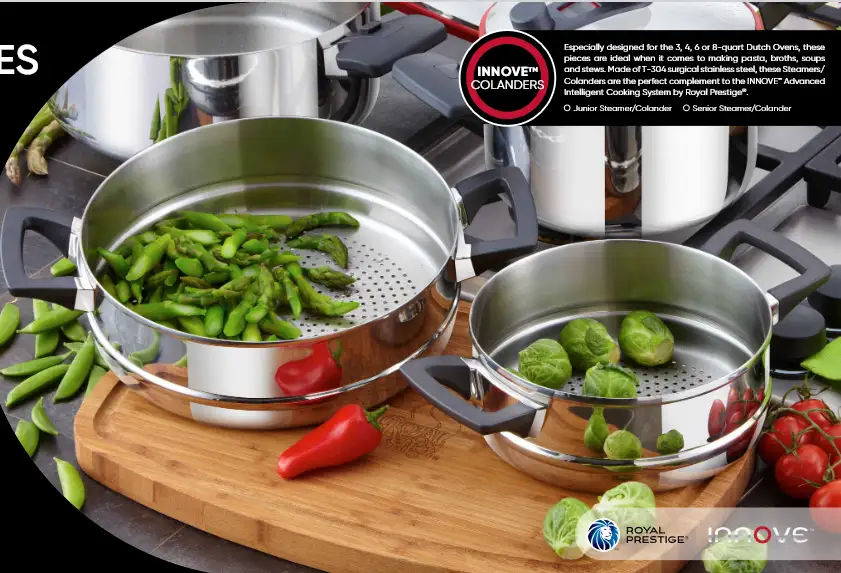 ES
INNOVE™
COLANDERS
Especially designed for the 3, 4, 6 or 8-quart Dutch Ovens, these
pieces are ideal when it comes to making pasta, broths, soups
and stews. Made of T-304 surgical stainless steel, these Steamers/
Colanders are the perfect complement to the INNOVE™ Advanced
Intelligent Cooking System by Royal Prestige®.
O Junior Steamer/Colander O Senior Steamer/Colander
ROYAL
PRESTIGE®
INNOVE™